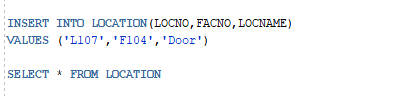 INSERT INTO LOCATION(LOCNO,FACNO,LOCNAME)
VALUES ('L107','F104','Door')
SELECT * FROM LOCATION